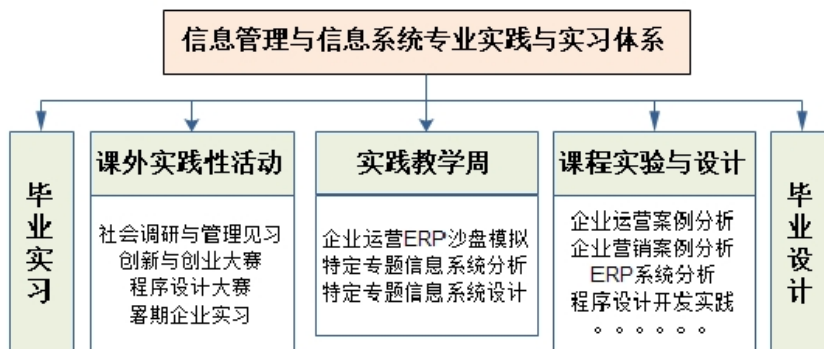 信息管理与信息系统专业实践与实习体系
毕业实习
课外实践性活动
社会调研与管理见习
创新与创业大赛
程序设计大赛
署期企业实习
实践教学周
企业运营ERP沙盘模拟
特定专题信息系统分析
特定专题信息系统设计
课程实验与设计
企业运营案例分析
企业营销案例分析
ERP系统分析
程序设计开发实践
。。。。。。
毕业设计